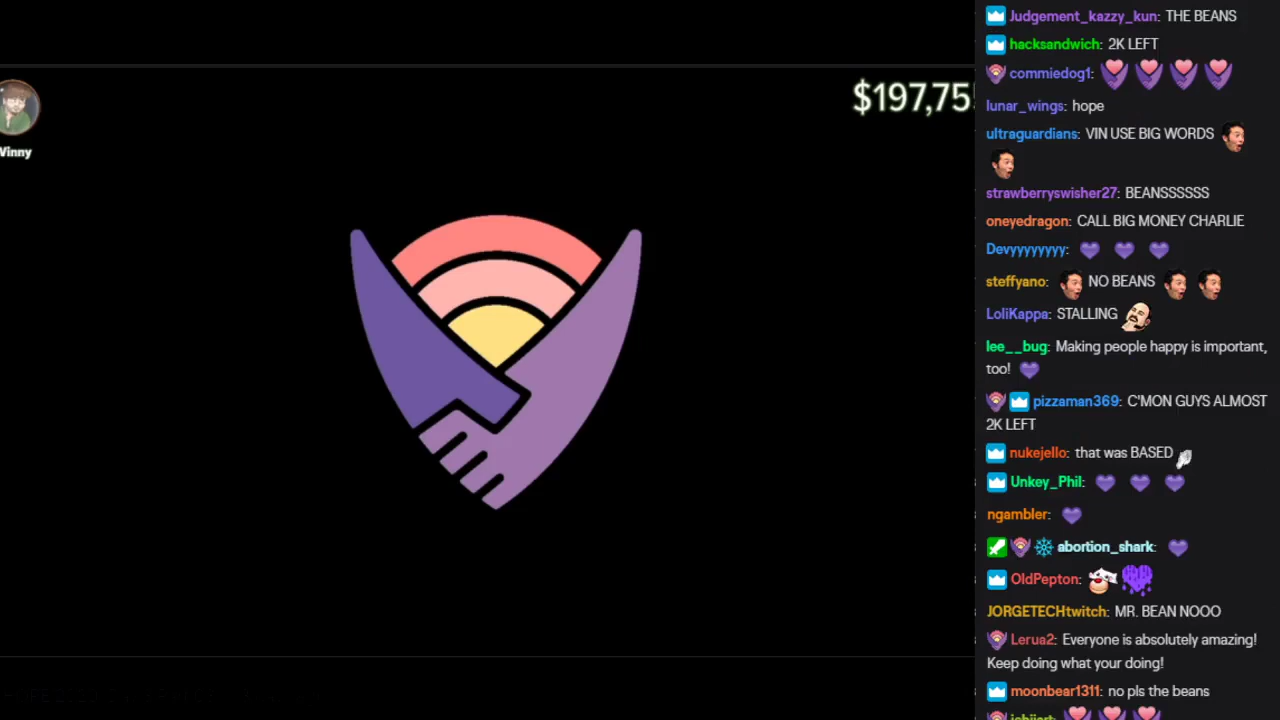 Vinny
$197,75
Judgement_kazzy_kun: THE BEANS
hacksandwich: 2K LEFT
commiedog1:
lunar_wings: hope
ultraguardians: VIN USE BIG WORDS
strawberryswisher27: BEANSSSSSS
oneyedragon: CALL BIG MONEY CHARLIE
Devyyyyyyyy:
steffyano: NO BEANS
LoliKappa: STALLING
lee__bug: Making people happy is important,
too!
pizzaman369: C'MON GUYS ALMOST
2K LEFT
nukejello: that was BASED
Unkey_Phil:
ngambler:
abortion_shark:
OldPepton:
JORGETECHtwitch: MR. BEAN NOOO
Lerua2: Everyone is absolutely amazing!
Keep doing what your doing!
moonbear1311: no pls the beans